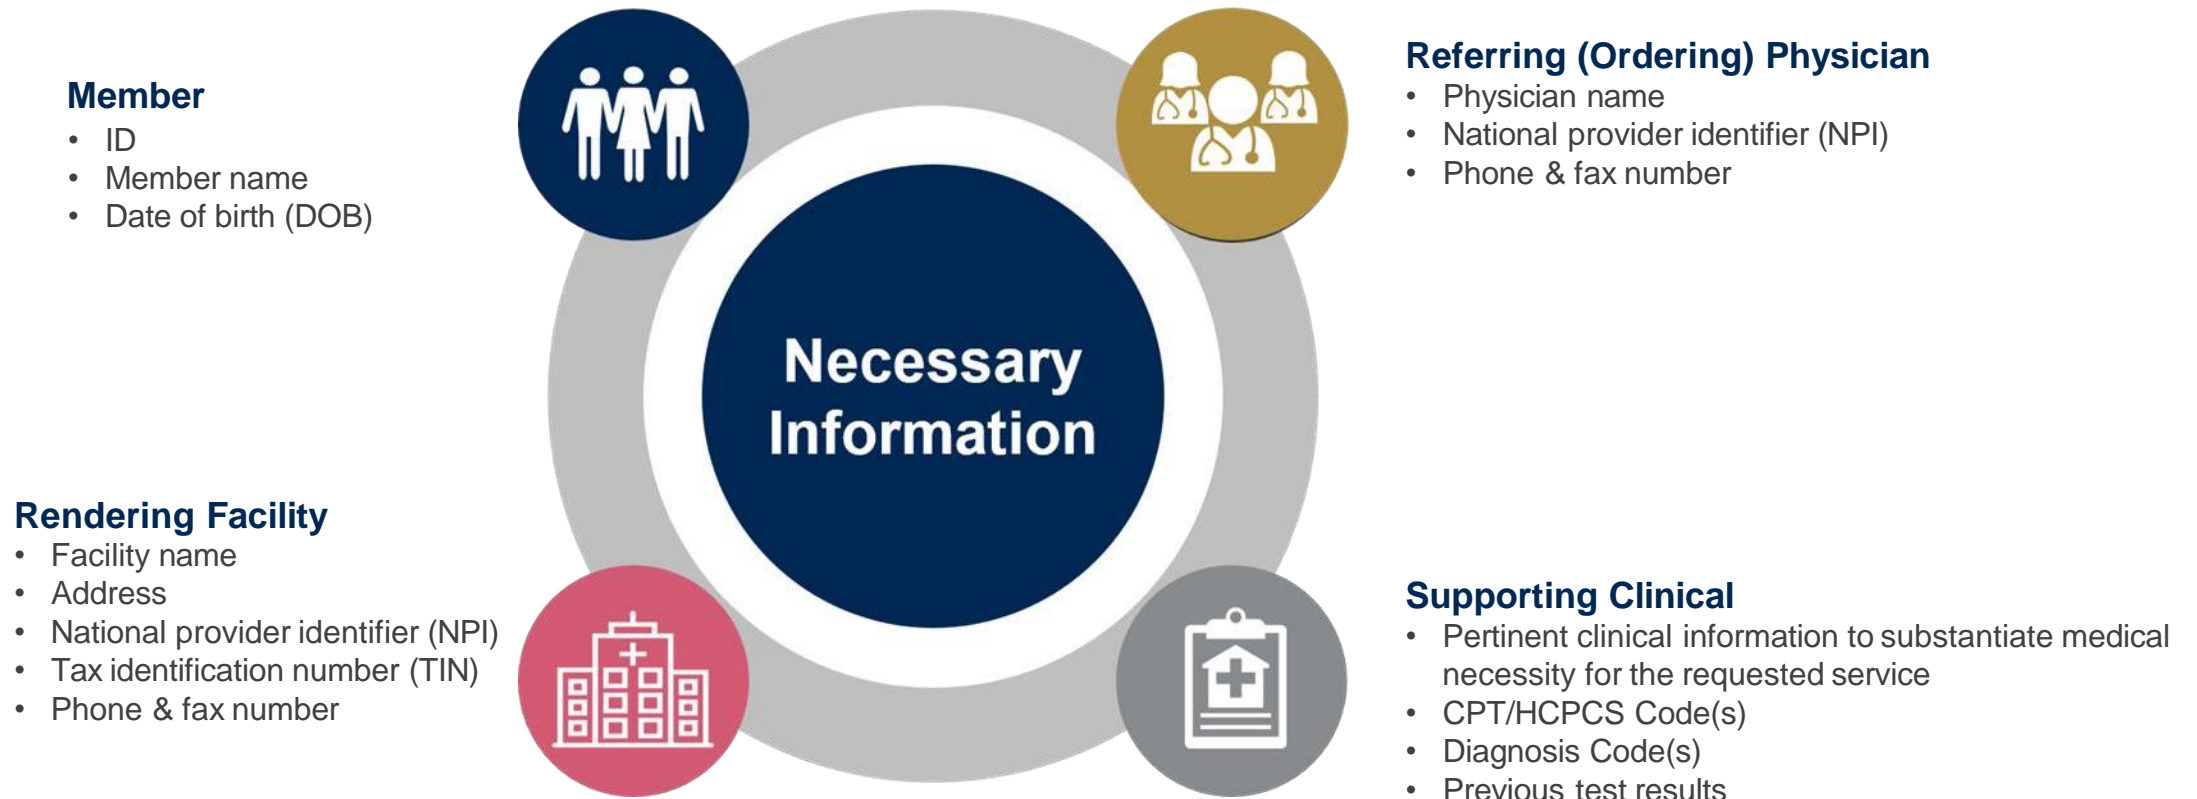 Member
• ID
• Member name
• Date of birth (DOB)
Referring (Ordering) Physician
• Physician name
• National provider identifier (NPI)
• Phone & fax number
Necessary
Information
Rendering Facility
• Facility name
• Address
• National provider identifier (NPI)
• Tax identification number (TIN)
• Phone & fax number
Supporting Clinical
• Pertinent clinical information to substantiate medical
necessity for the requested service
• CPT/HCPCS Code(s)
• Diagnosis Code(s)
• Previous test results